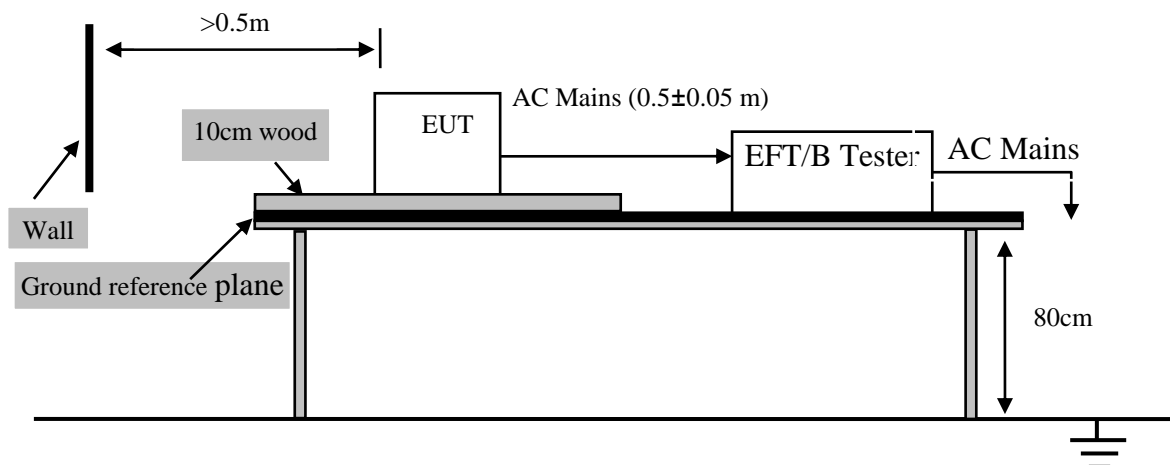 >0.5m
AC Mains (0.5±0.05 m)
10cm wood
EUT
EFT/B Tester
AC Mains
Wall
Ground reference plane
80cm